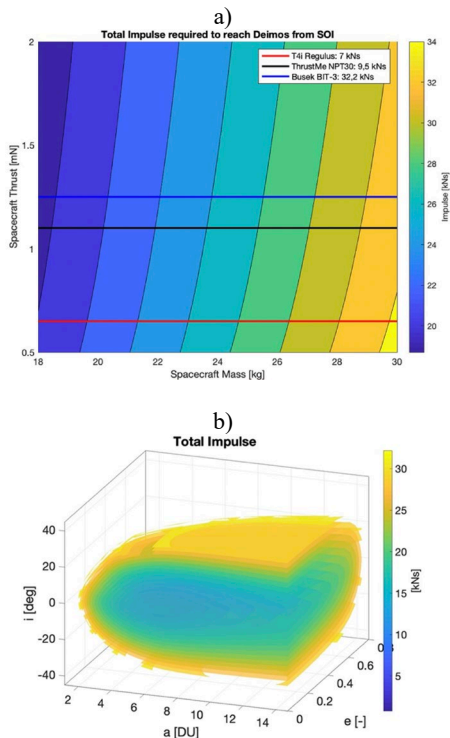 a)
Total Impulse required to reach Deimos from SOI
T4i Regulus: 7 kNs
ThrustMe NPT30: 9,5 kNs
Busek BIT-3: 32,2 kNs
Spacecraft Thrust [mN]
2
1.5
1
0.5
18
20
22
24
26
28
30
Spacecraft Mass [kg]
34
32
30
28
26
24
22
20
Impulse [kNs]
b)
Total Impulse
i [deg]
40
20
0
-20
-40
2
4
6
8
10
12
14
a [DU]
0
0.2
0.4
0.6
e [-]
30
25
20
15
10
5
[kNs]